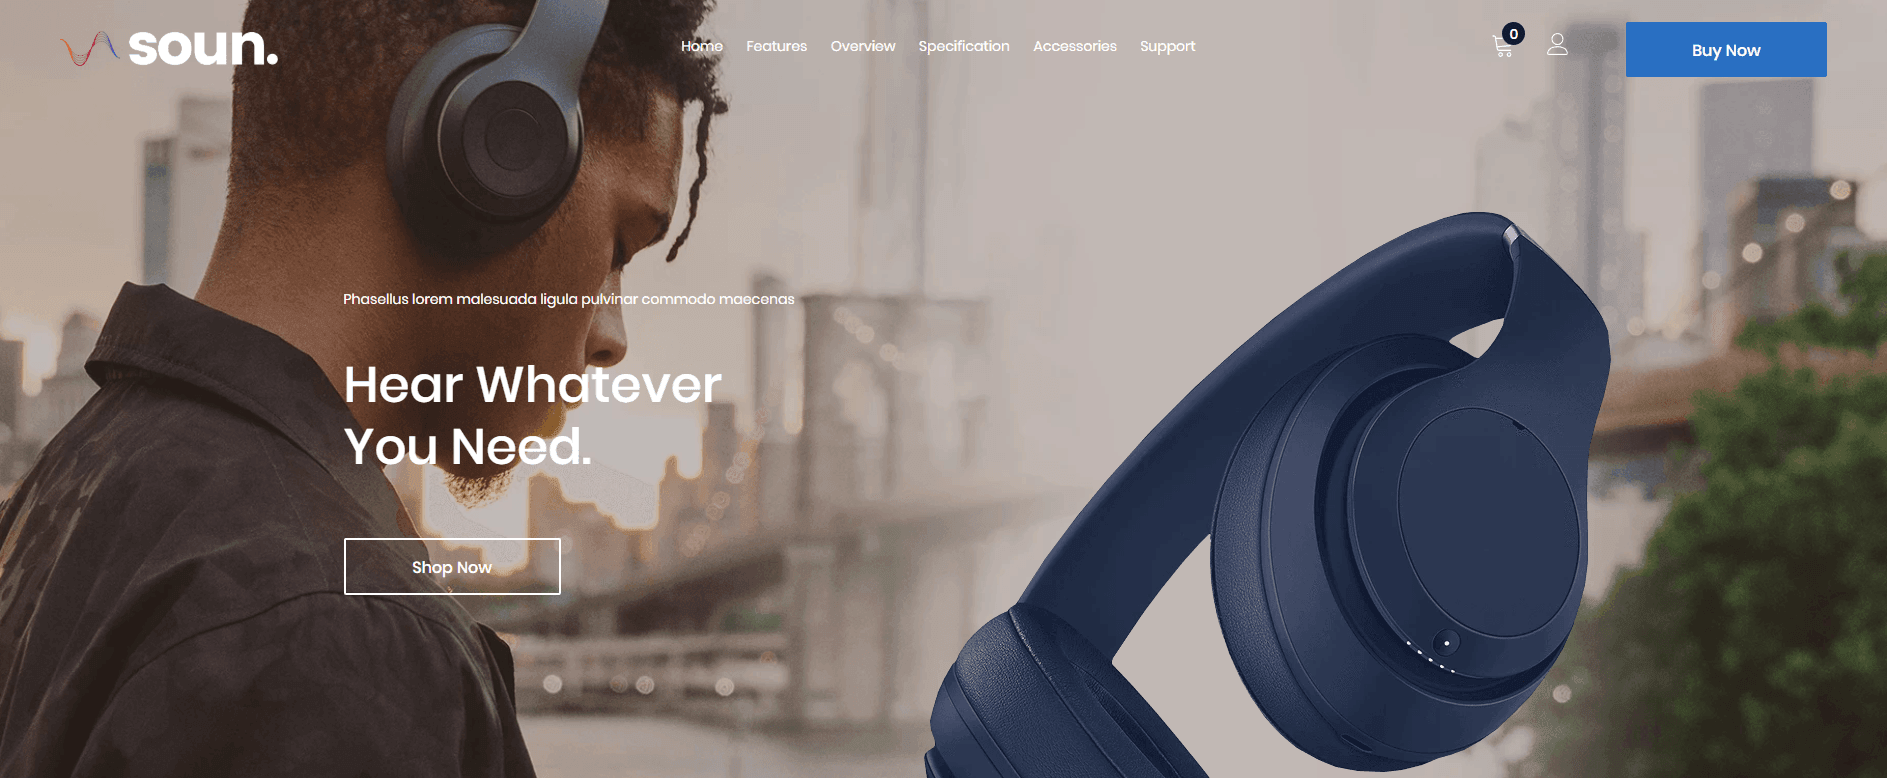 soun.
Home Features Overview Specification Accessories Support
0
Buy Now
Phasellus lorem malesuada ligula pulvinar commodo maecenas
Hear Whatever
You Need.
Shop Now